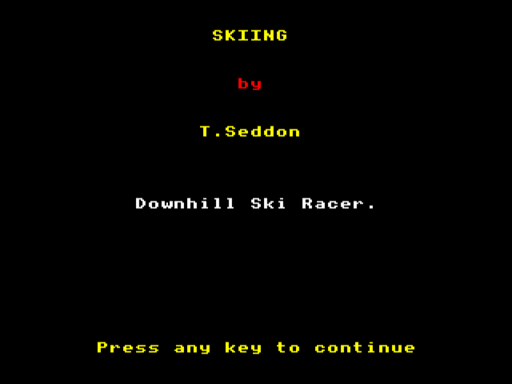 SKIING
by
T.Seddon
Downhill Ski Racer.
Press any key to continue